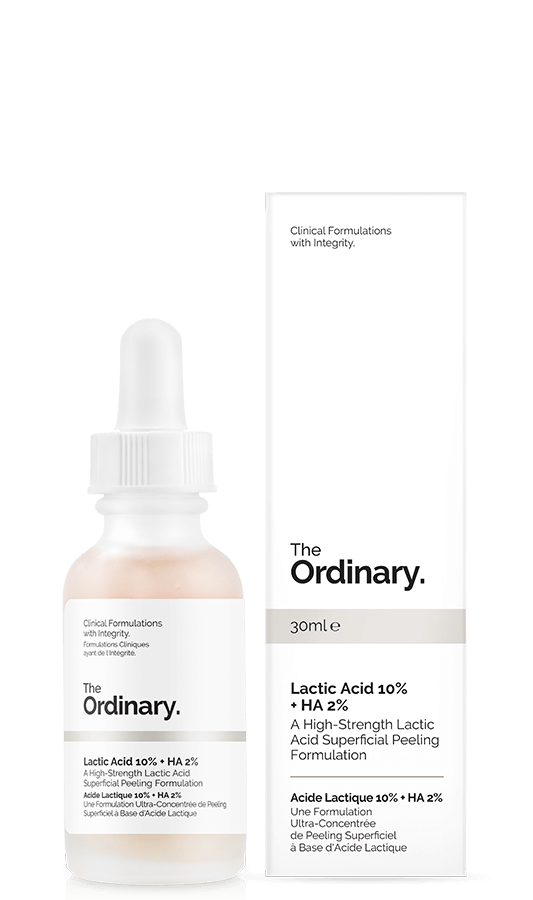 Clinical Formulations
with Integrity.
Formulations Cliniques
ayant de l'Intégrité.
The
Ordinary.
Lactic Acid 10% + HA 2%
A High-Strength Lactic Acid
Superficial Peeling Formulation
Acide Lactique 10% + HA 2%
Une Formulation Ultra-Concentrée de Peeling
Superficiel à Base d'Acide Lactique
Clinical Formulations
with Integrity.
The
Ordinary.
30ml e
Lactic Acid 10%
+ HA 2%
A High-Strength Lactic
Acid Superficial Peeling
Formulation
Acide Lactique 10% + HA 2%
Une Formulation
Ultra-Concentrée
de Peeling Superficiel
à Base d'Acide Lactique